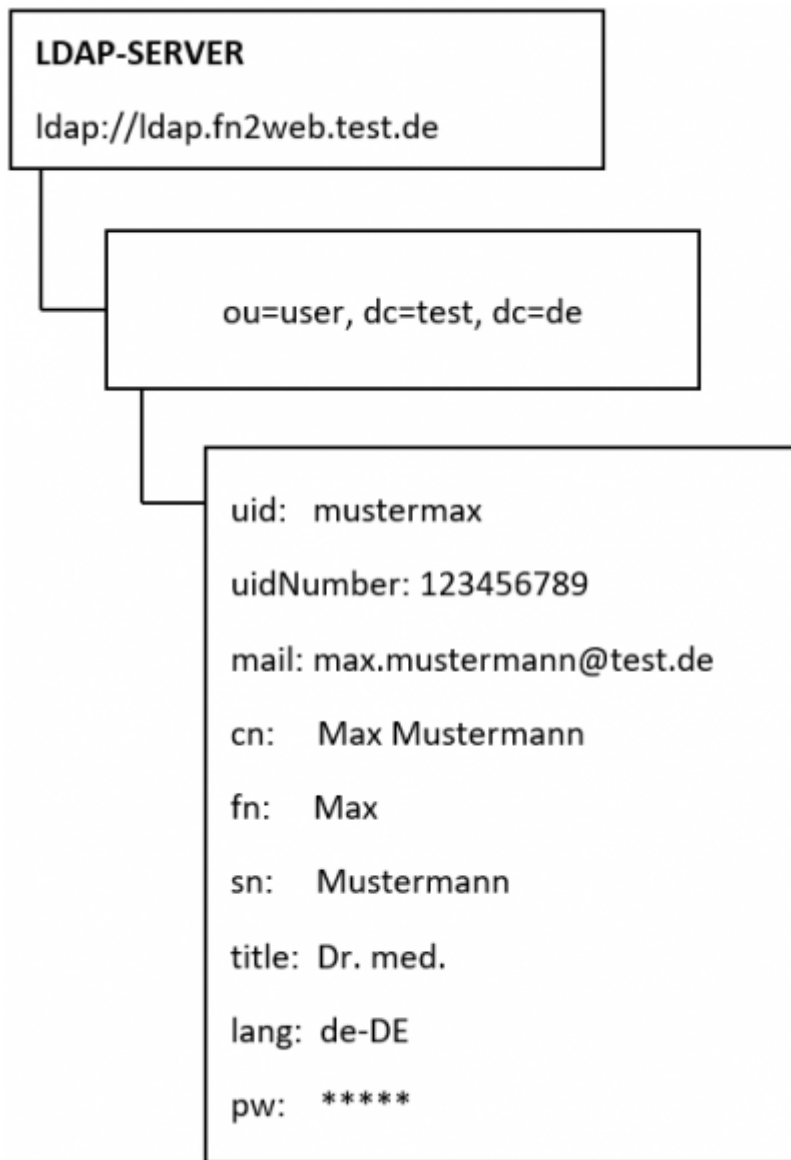 LDAP-SERVER
ldap://ldap.fn2web.test.de
ou=user, dc=test, dc=de
uid: mustermax
uidNumber: 123456789
mail: max.mustermann@test.de
cn: Max Mustermann
fn: Max
sn: Mustermann
title: Dr. med.
lang: de-DE
pw: *****